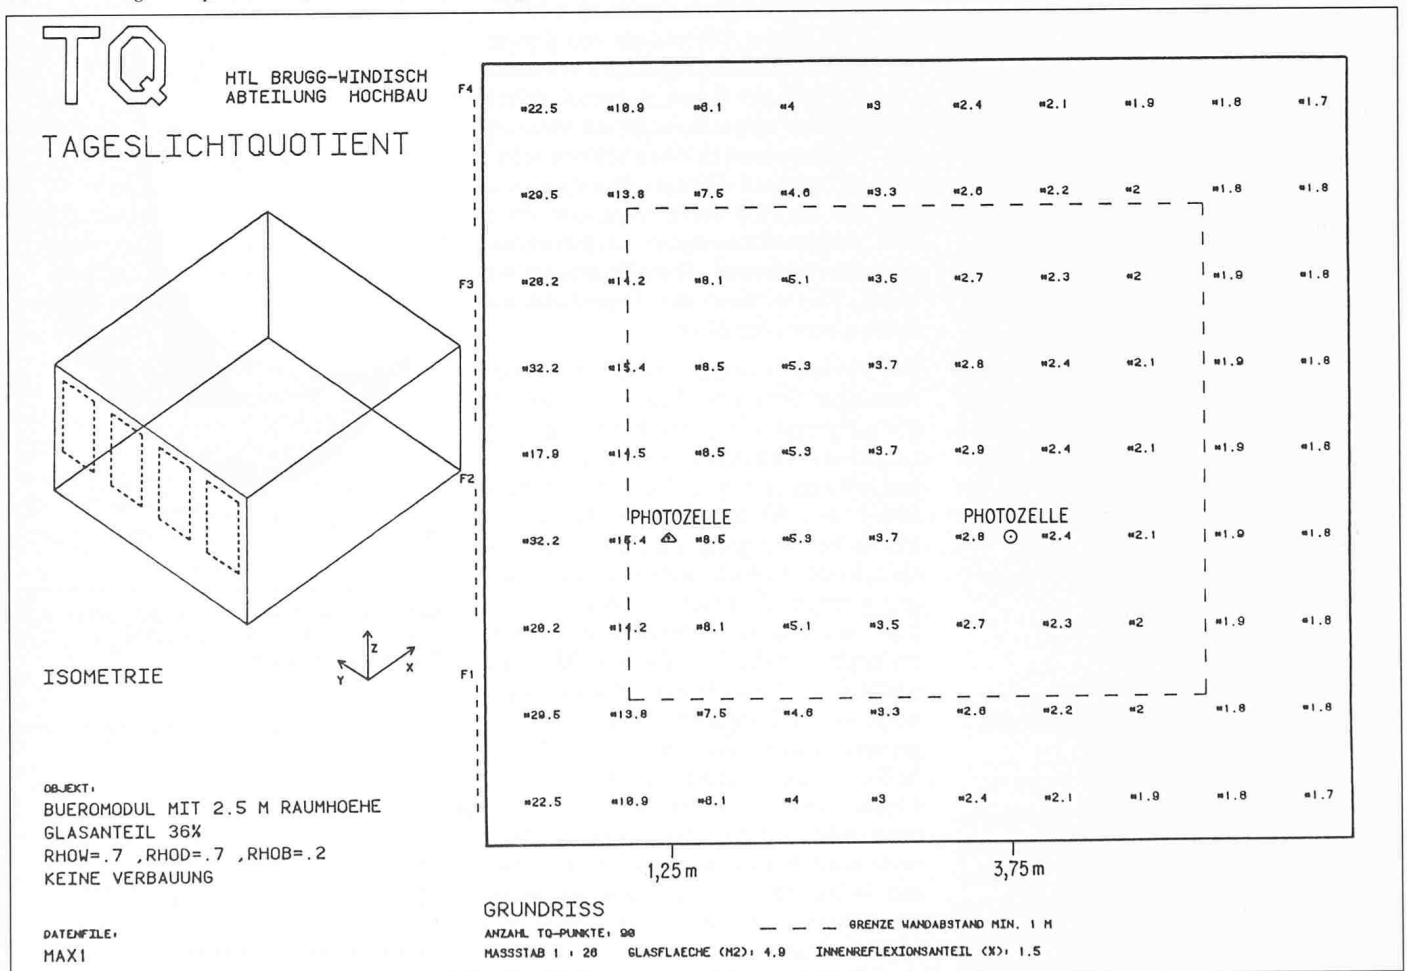 TQ
HTL BRUGG-WINDISCH
ABTEILUNG HOCHBAU
TAGESLICHTQUOTIENT
ISOMETRIE
Z
X
Y
OBJEKT:
BUEROMODUL MIT 2.5 M RAUMHOEHE
GLASANTEIL 36%
RHOW=.7 ,RHOD=.7 ,RHOB=.2
KEINE VERBAUUNG
DATENFILE:
MAX1
F4
*22.5 *10.9 *6.1 *4 *3 *2.4 *2.1 *1.9 *1.8 *1.7
*29.5 *13.8 *7.5 *4.6 *3.3 *2.6 *2.2 *2 *1.8 *1.8
F3
*20.2 *14.2 *8.1 *5.1 *3.5 *2.7 *2.3 *2 *1.9 *1.8
*32.2 *15.4 *8.5 *5.3 *3.7 *2.8 *2.4 *2.1 *1.9 *1.8
*17.9 *14.5 *8.5 *5.3 *3.7 *2.9 *2.4 *2.1 *1.9 *1.8
F2
PHOTOZELLE PHOTOZELLE
*32.2 *15.4 *8.5 *5.3 *3.7 *2.8 *2.4 *2.1 *1.9 *1.8
*20.2 *14.2 *8.1 *5.1 *3.5 *2.7 *2.3 *2 *1.9 *1.8
F1
*29.5 *13.8 *7.5 *4.6 *3.3 *2.6 *2.2 *2 *1.8 *1.8
*22.5 *10.9 *6.1 *4 *3 *2.4 *2.1 *1.9 *1.8 *1.7
1,25 m 3,75 m
GRUNDRISS
ANZAHL TQ-PUNKTE: 90
GRENZE WANDABSTAND MIN. 1 M
MASSSTAB 1 : 26 GLASFLAECHE (M2): 4.9 INNENREFLEXIONSANTEIL (%): 1.5